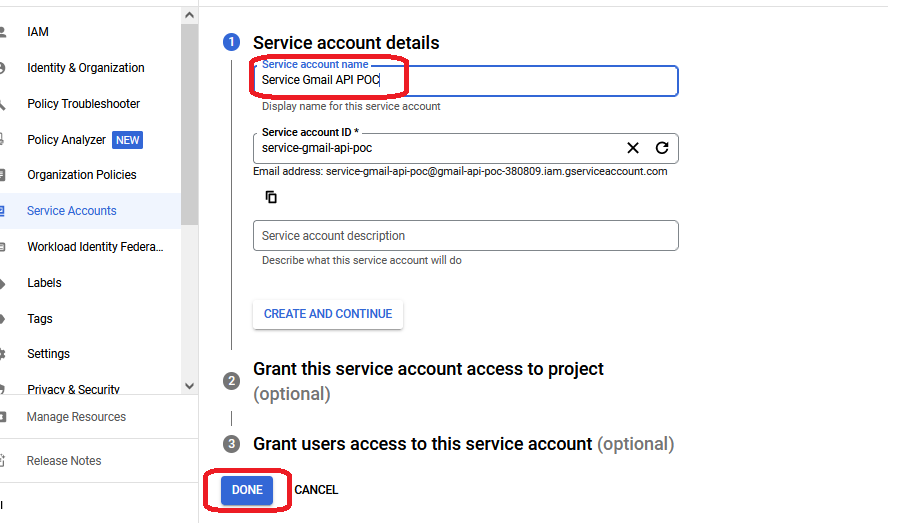 IAM
Identity & Organization
Policy Troubleshooter
Policy Analyzer NEW
Organization Policies
Service Accounts
Workload Identity Federa...
Labels
Tags
Settings
Privacy & Security
Manage Resources
Release Notes
1 Service account details
Service account name
Service Gmail API POC
Display name for this service account
Service account ID *
service-gmail-api-poc
Email address: service-gmail-api-poc@gmail-api-poc-380809.iam.gserviceaccount.com
Service account description
Describe what this service account will do
CREATE AND CONTINUE
2 Grant this service account access to project
(optional)
3 Grant users access to this service account (optional)
DONE CANCEL